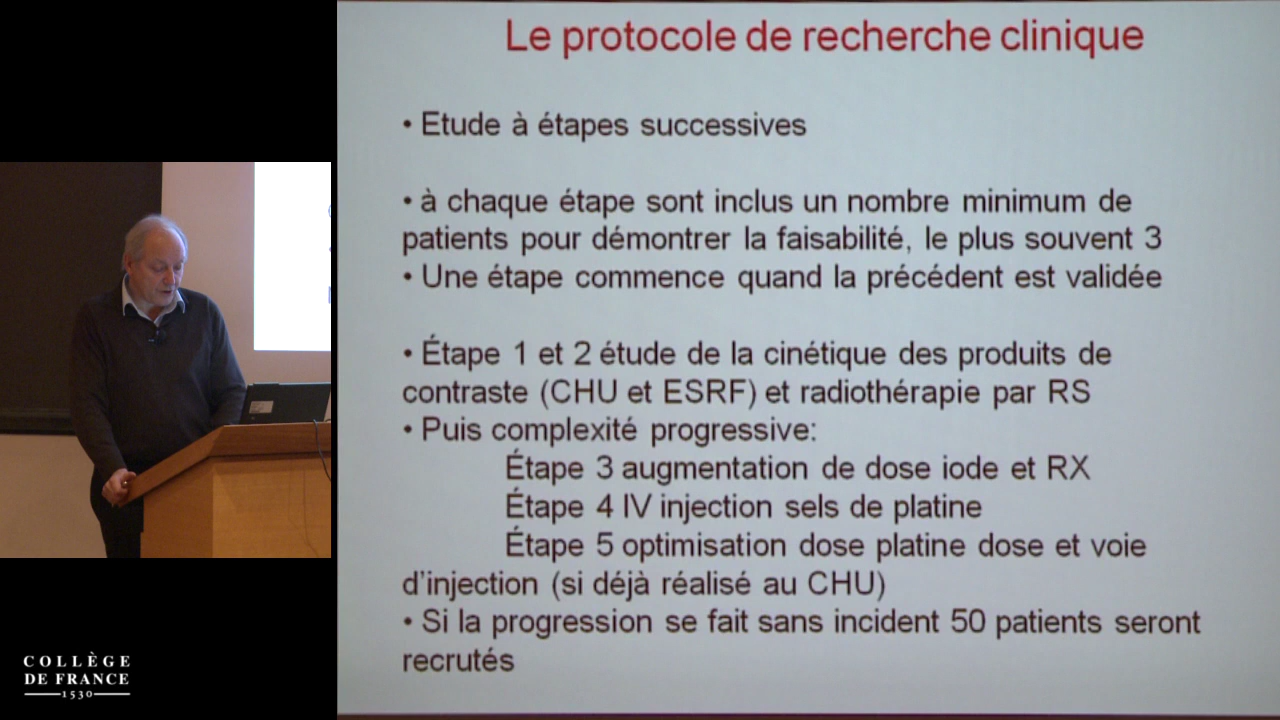 Le protocole de recherche clinique
• Etude à étapes successives
• à chaque étape sont inclus un nombre minimum de
patients pour démontrer la faisabilité, le plus souvent 3
• Une étape commence quand la précédent est validée
• Étape 1 et 2 étude de la cinétique des produits de
contraste (CHU et ESRF) et radiothérapie par RS
• Puis complexité progressive:
Étape 3 augmentation de dose iode et RX
Étape 4 IV injection sels de platine
Étape 5 optimisation dose platine dose et voie
d'injection (si déjà réalisé au CHU)
• Si la progression se fait sans incident 50 patients seront
recrutés
COLLÈGE
DE FRANCE
1530